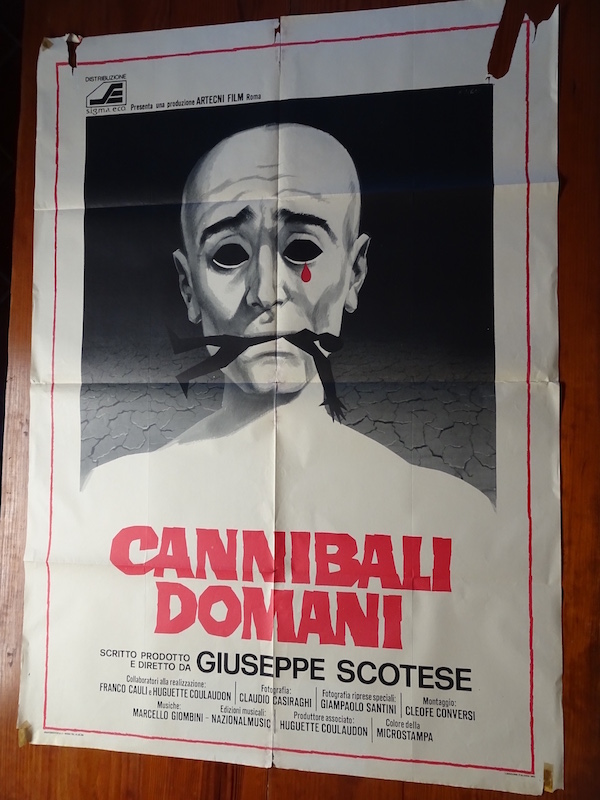 DISTRIBUZIONE
sigma eco
Presenta una produzione ARTECNI FILM Roma
CANNIBALI
DOMANI
SCRITTO PRODOTTO
E DIRETTO DA GIUSEPPE SCOTESE
Collaboratori alla realizzazione:
FRANCO CAULI e HUGUETTE COULAUDON
Fotografia:
CLAUDIO CASIRAGHI
Fotografia riprese speciali:
GIAMPAOLO SANTINI
Montaggio:
CLEOFE CONVERSI
Musiche:
MARCELLO GIOMBINI
Edizioni musicali:
- NAZIONALMUSIC
Produttore associato:
HUGUETTE COULAUDON
Colore della
MICROSTAMPA